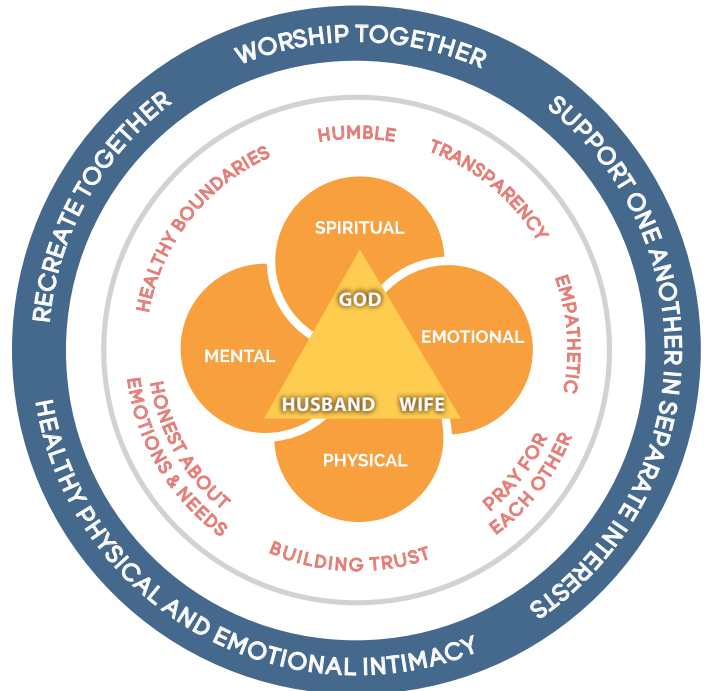 WORSHIP TOGETHER
SUPPORT ONE ANOTHER IN SEPARATE INTERESTS
HEALTHY PHYSICAL AND EMOTIONAL INTIMACY
RECREATE TOGETHER
HUMBLE
TRANSPARENCY
EMPATHETIC
PRAY FOR
EACH OTHER
BUILDING TRUST
HONEST ABOUT
EMOTIONS & NEEDS
HEALTHY BOUNDARIES
SPIRITUAL
EMOTIONAL
PHYSICAL
MENTAL
GOD
HUSBAND
WIFE